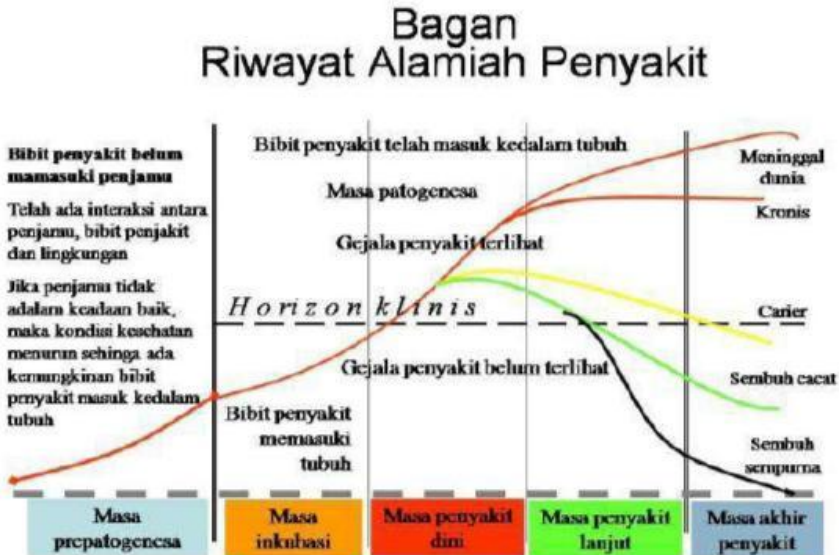 Bagan
Riwayat Alamiah Penyakit
Bibit penyakit belum
mamasuki penjamu
Telah ada interaksi antara
penjamu, bibit penjakit
dan lingkungan
Jika penjamu tidak
adalam keadaan baik,
maka kondisi kesehatan
menurun sehinga ada
kemungkinan bibit
penyakit masuk kedalam
tubuh
Bibit penyakit telah masuk kedalam tubuh
Masa patogenesa
Gejala penyakit terlihat
Horizon klinis
Gejala penyakit belum terlihat
Bibit penyakit
memasuki
tubuh
Meninggal
dunia
Kronis
Carier
Sembuh cacat
Sembuh
sempurna
Masa
prepatogenesa
Masa
inkubasi
Masa penyakit
dini
Masa penyakit
lanjut
Masa akhir
penyakit